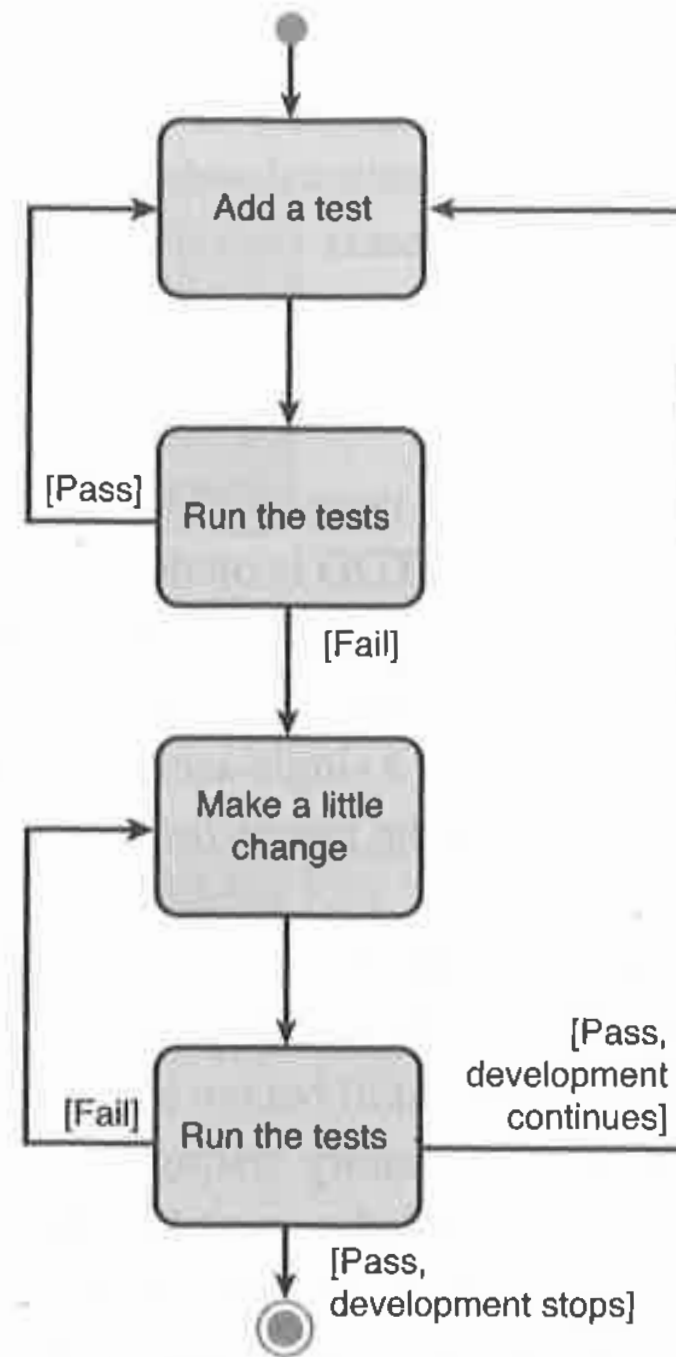 Add a test
[Pass]
Run the tests
[Fail]
Make a little
change
[Pass,
development
continues]
[Fail]
Run the tests
[Pass,
development stops]